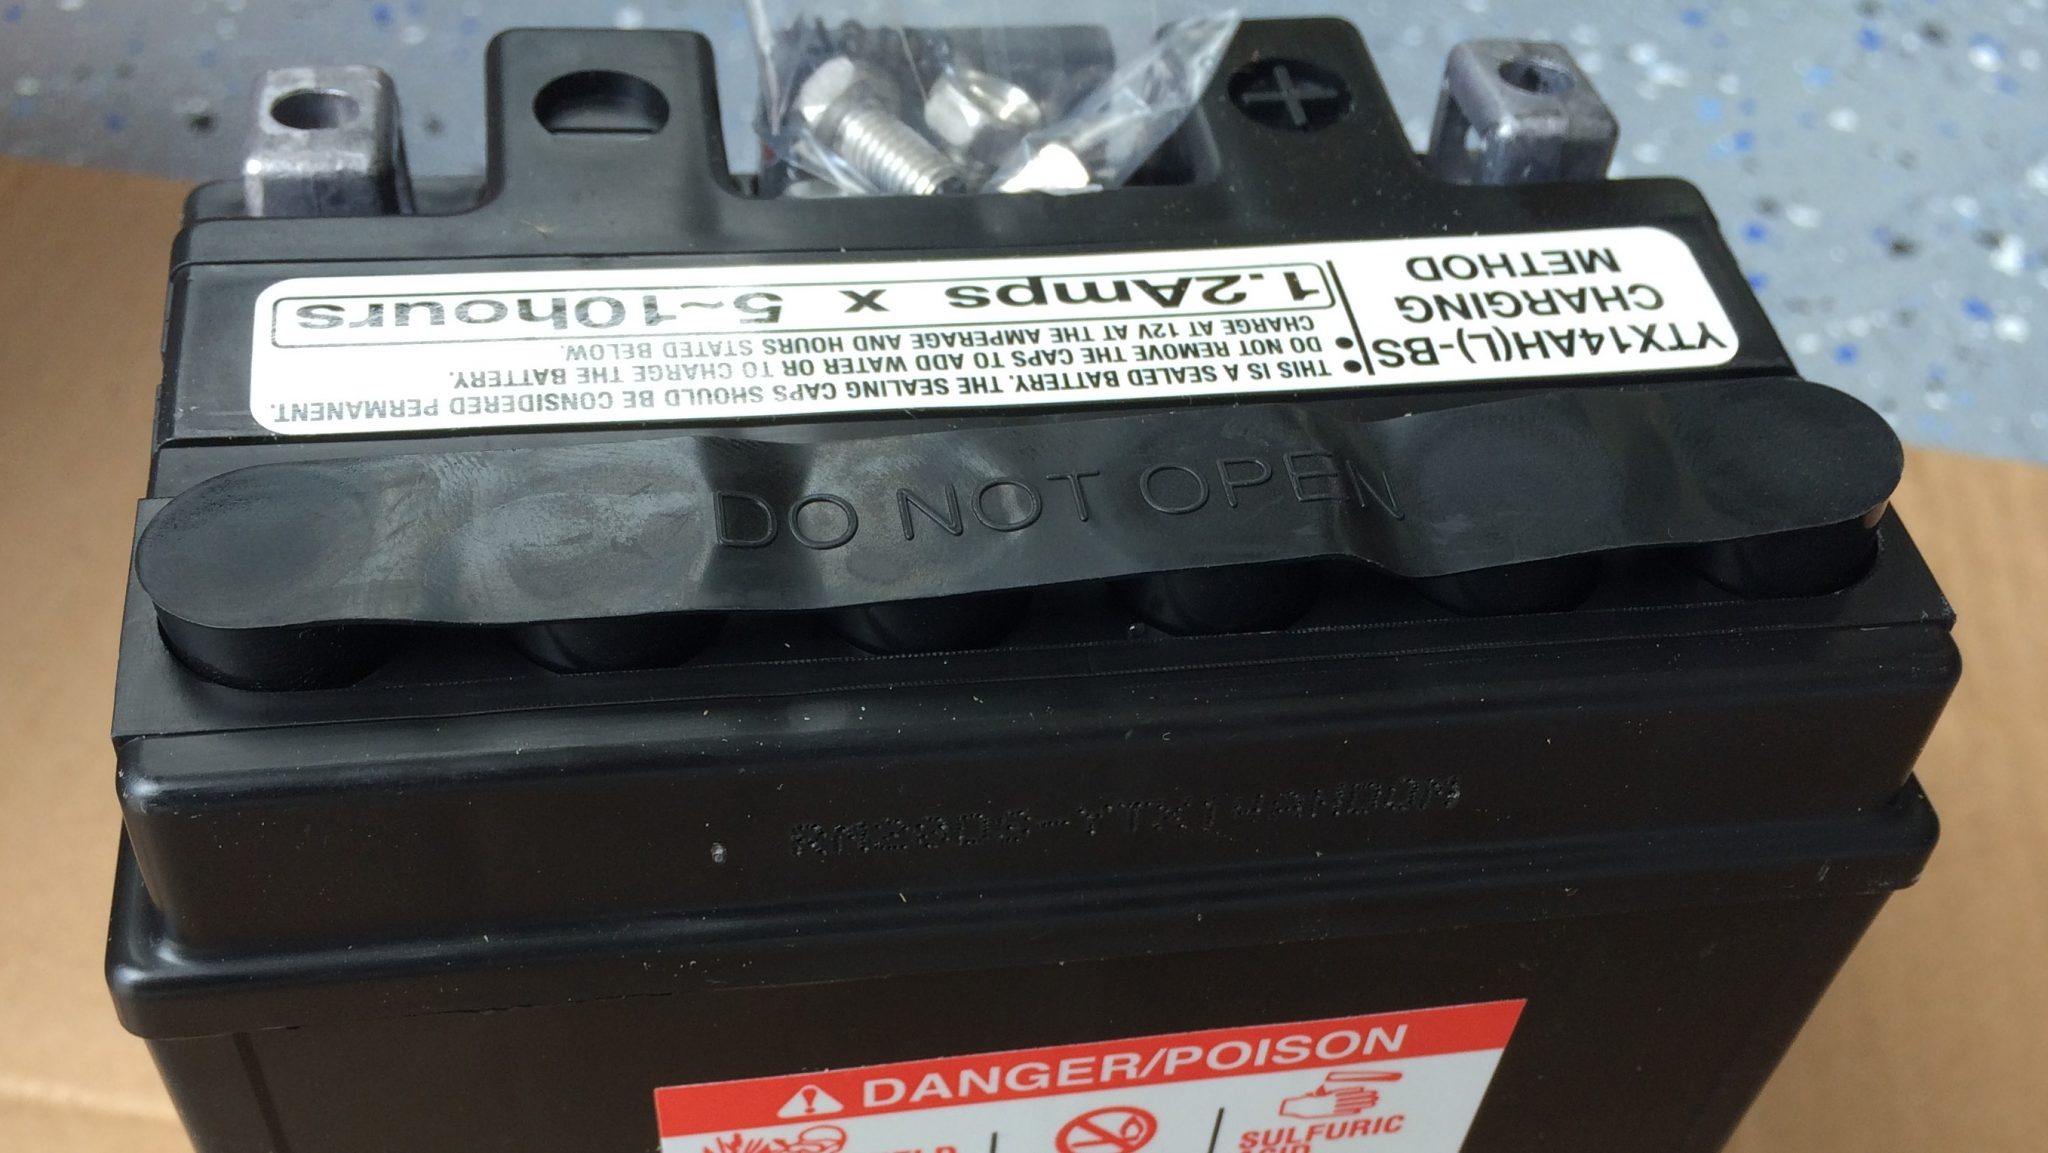 YTX14AH(L)-BS
CHARGING
METHOD
• THIS IS A SEALED BATTERY. THE SEALING CAPS SHOULD BE CONSIDERED PERMANENT.
• DO NOT REMOVE THE CAPS TO ADD WATER OR TO CHARGE THE BATTERY.
CHARGE AT 12V AT THE AMPERAGE AND HOURS STATED BELOW.
1.2Amps x 5~10hours
DO NOT OPEN
DANGER/POISON
SULFURIC
ACID